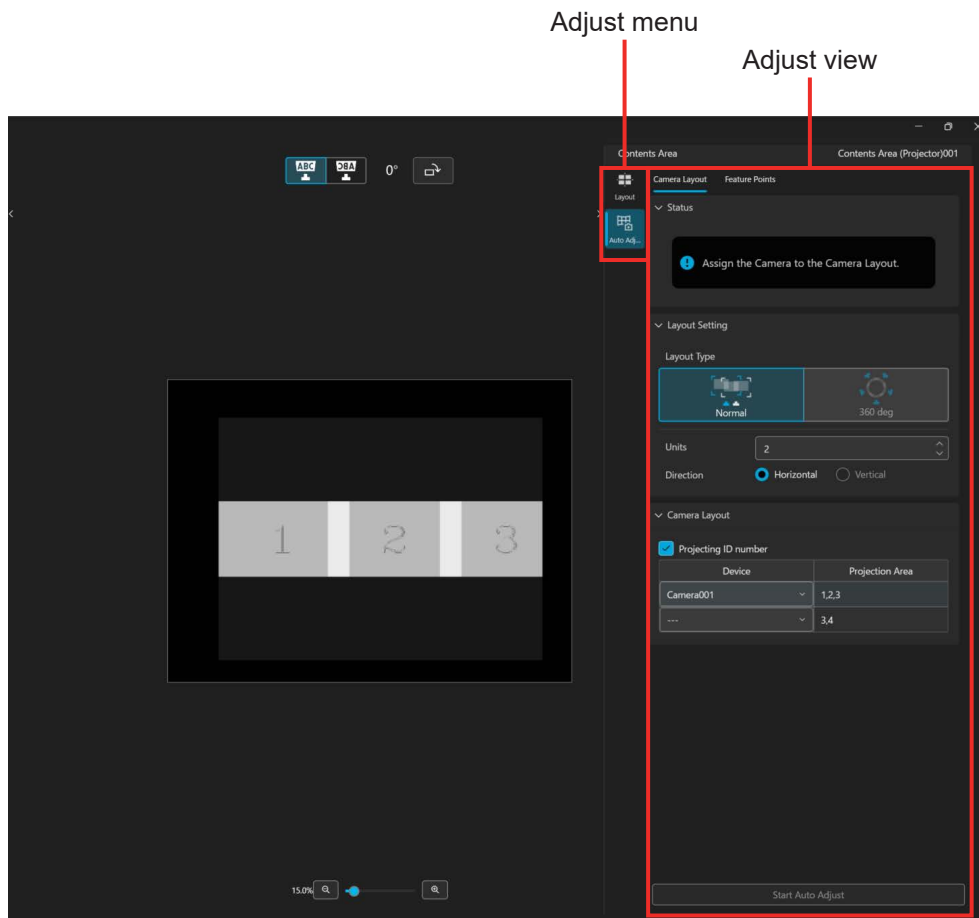 Adjust menu
Adjust view
Contents Area
Contents Area (Projector)001
ABC
ABC
0°
Layout
Auto Adj...
Camera Layout
Feature Points
Status
Assign the Camera to the Camera Layout.
Layout Setting
Layout Type
Normal
360 deg
Units
2
Direction
Horizontal
Vertical
1 2 3
Camera Layout
Projecting ID number
Device
Projection Area
Camera001
1,2,3
---
3,4
15.0%
Start Auto Adjust